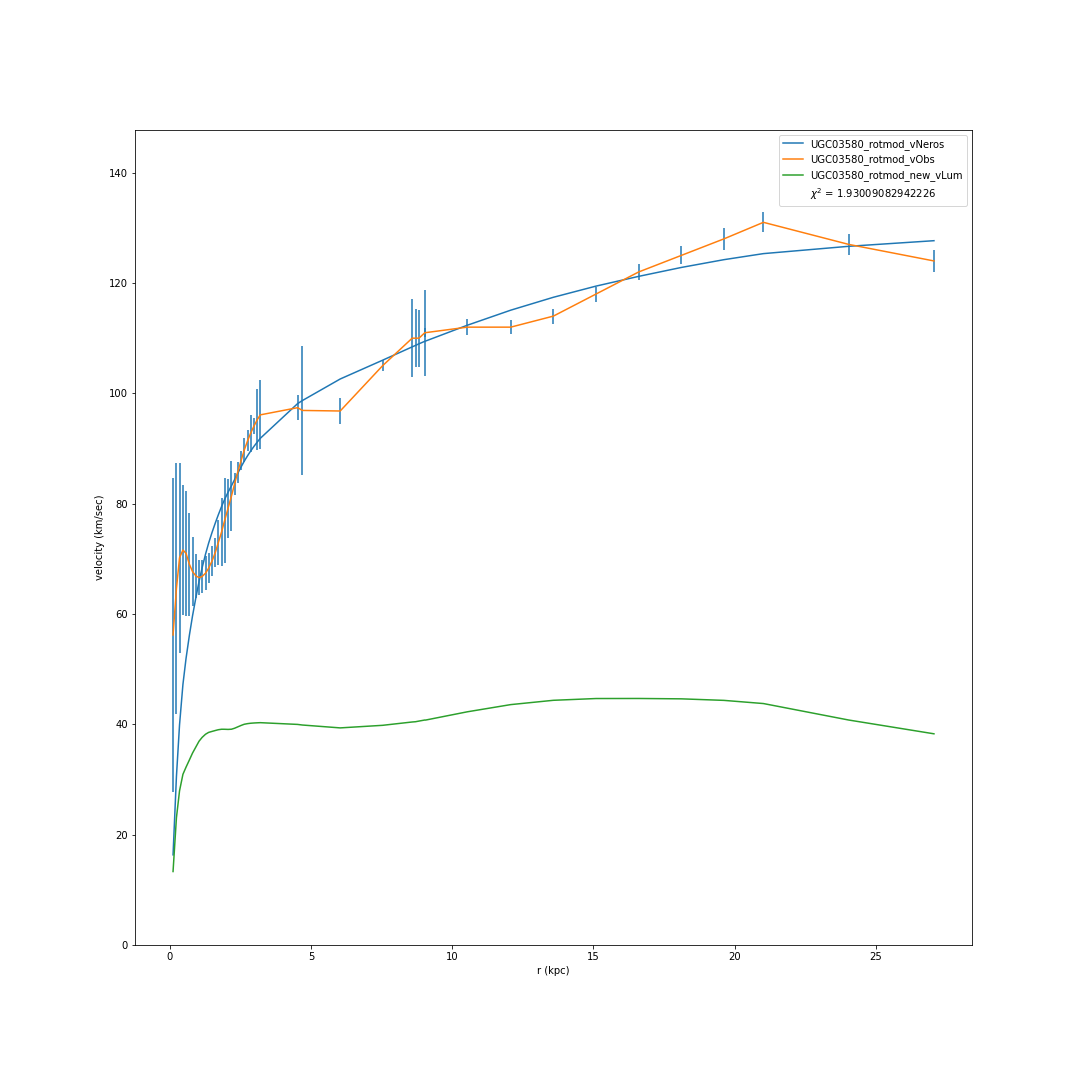 UGC03580_rotmod_vNeros
UGC03580_rotmod_vObs
UGC03580_rotmod_new_vLum
χ² = 1.93009082942226
140
120
100
80
60
40
20
0
velocity (km/sec)
0 5 10 15 20 25
r (kpc)